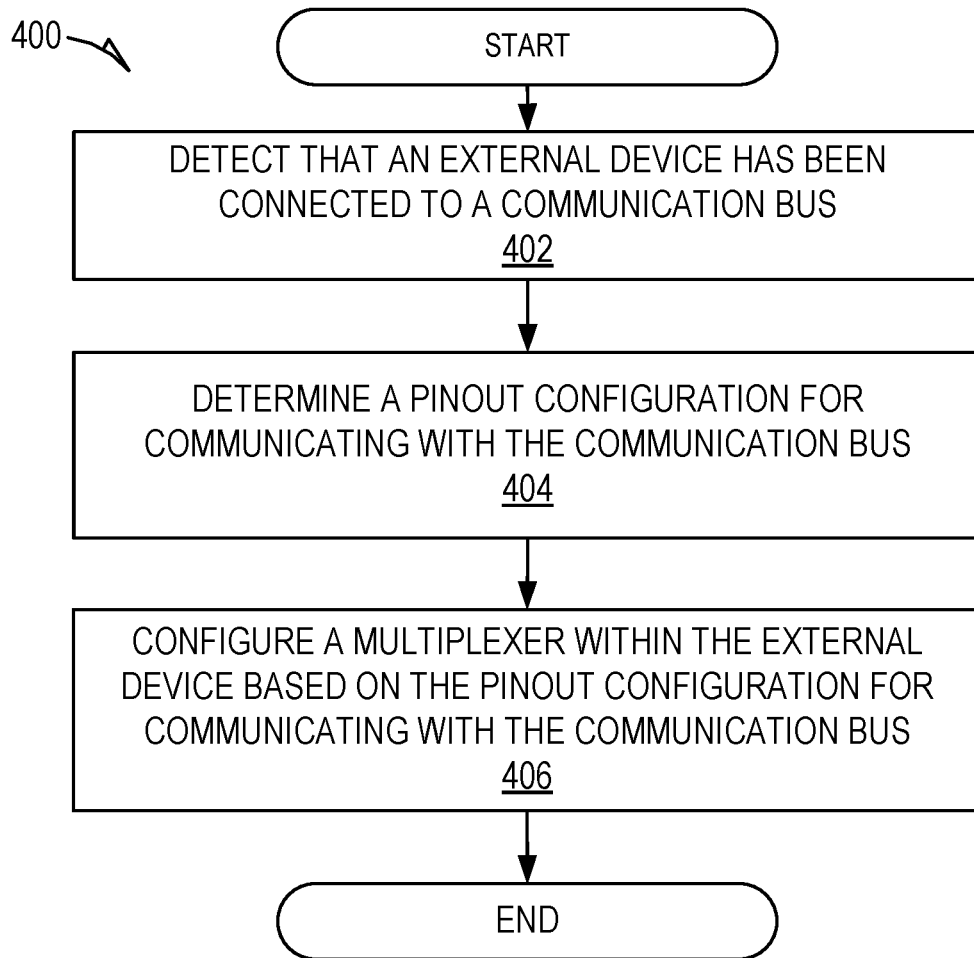 400
START
DETECT THAT AN EXTERNAL DEVICE HAS BEEN
CONNECTED TO A COMMUNICATION BUS
402
DETERMINE A PINOUT CONFIGURATION FOR
COMMUNICATING WITH THE COMMUNICATION BUS
404
CONFIGURE A MULTIPLEXER WITHIN THE EXTERNAL
DEVICE BASED ON THE PINOUT CONFIGURATION FOR
COMMUNICATING WITH THE COMMUNICATION BUS
406
END